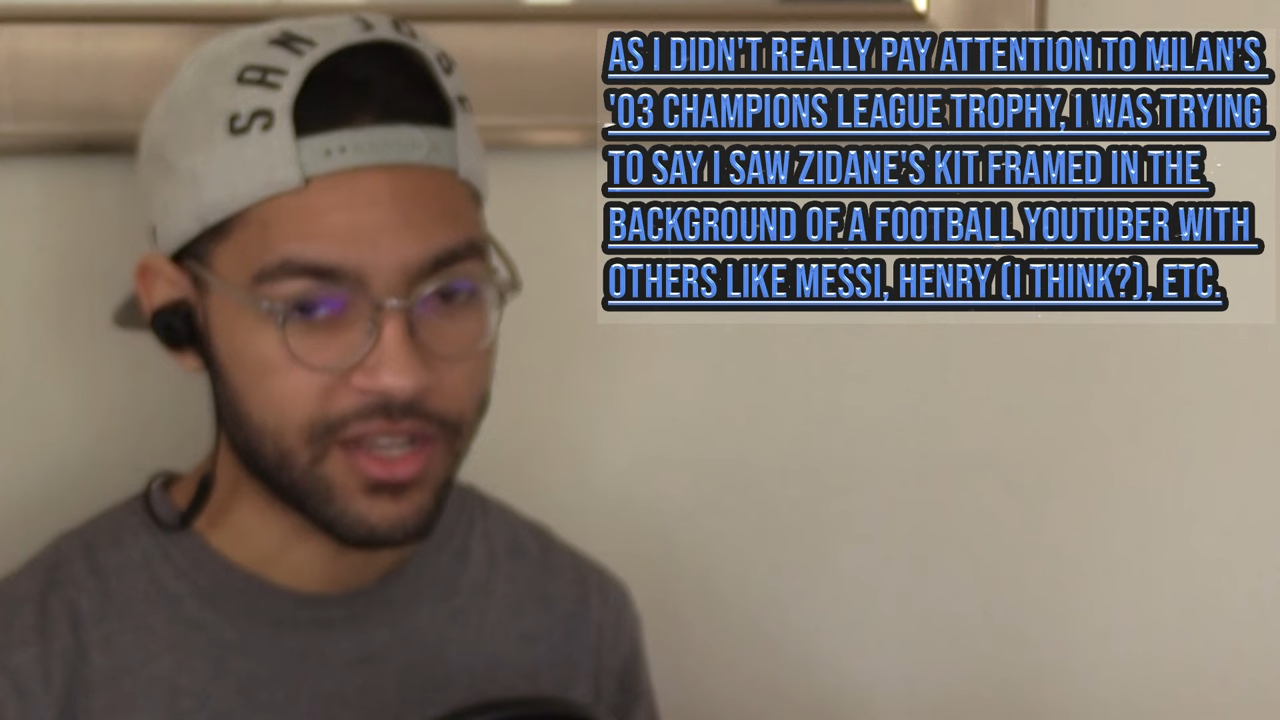 SAN JOSE
AS I DIDN'T REALLY PAY ATTENTION TO MILAN'S
'03 CHAMPIONS LEAGUE TROPHY, I WAS TRYING
TO SAY I SAW ZIDANE'S KIT FRAMED IN THE
BACKGROUND OF A FOOTBALL YOUTUBER WITH
OTHERS LIKE MESSI, HENRY (I THINK?), ETC.